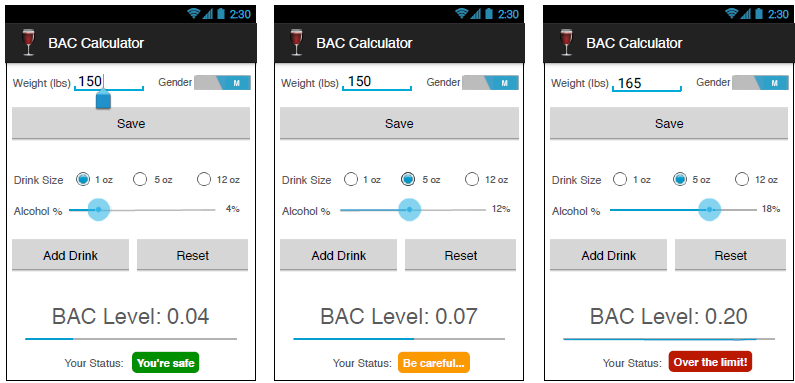 2:30
BAC Calculator
Weight (lbs) 150 Gender M
Save
Drink Size 1 oz 5 oz 12 oz
Alcohol % 4%
Add Drink Reset
BAC Level: 0.04
Your Status: You're safe
2:30
BAC Calculator
Weight (lbs) 150 Gender M
Save
Drink Size 1 oz 5 oz 12 oz
Alcohol % 12%
Add Drink Reset
BAC Level: 0.07
Your Status: Be careful...
2:30
BAC Calculator
Weight (lbs) 165 Gender M
Save
Drink Size 1 oz 5 oz 12 oz
Alcohol % 18%
Add Drink Reset
BAC Level: 0.20
Your Status: Over the limit!